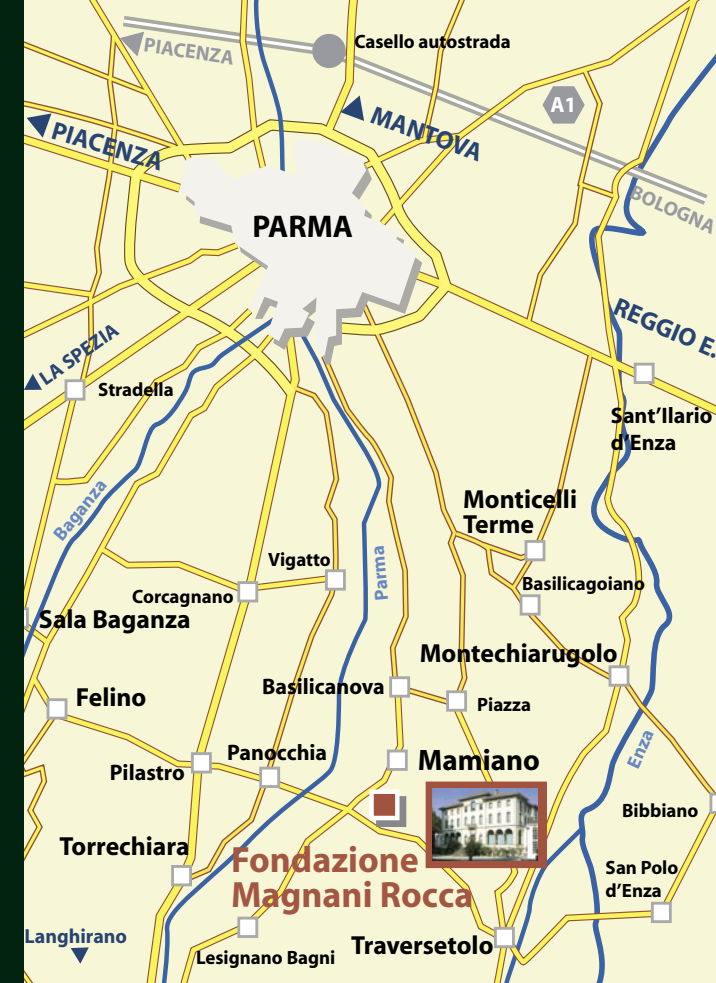 PIACENZA
Casello autostrada
A1
MANTOVA
PIACENZA
BOLOGNA
PARMA
REGGIO E.
LA SPEZIA
Stradella
Sant'Ilario
d'Enza
Baganza
Monticelli
Terme
Vigatto
Parma
Basilicagoiano
Corcagnano
Sala Baganza
Montechiarugolo
Basilicanova
Felino
Piazza
Enza
Panocchia
Mamiano
Pilastro
Bibbiano
Torrechiara
Fondazione
Magnani Rocca
San Polo
d'Enza
Langhirano
Traversetolo
Lesignano Bagni